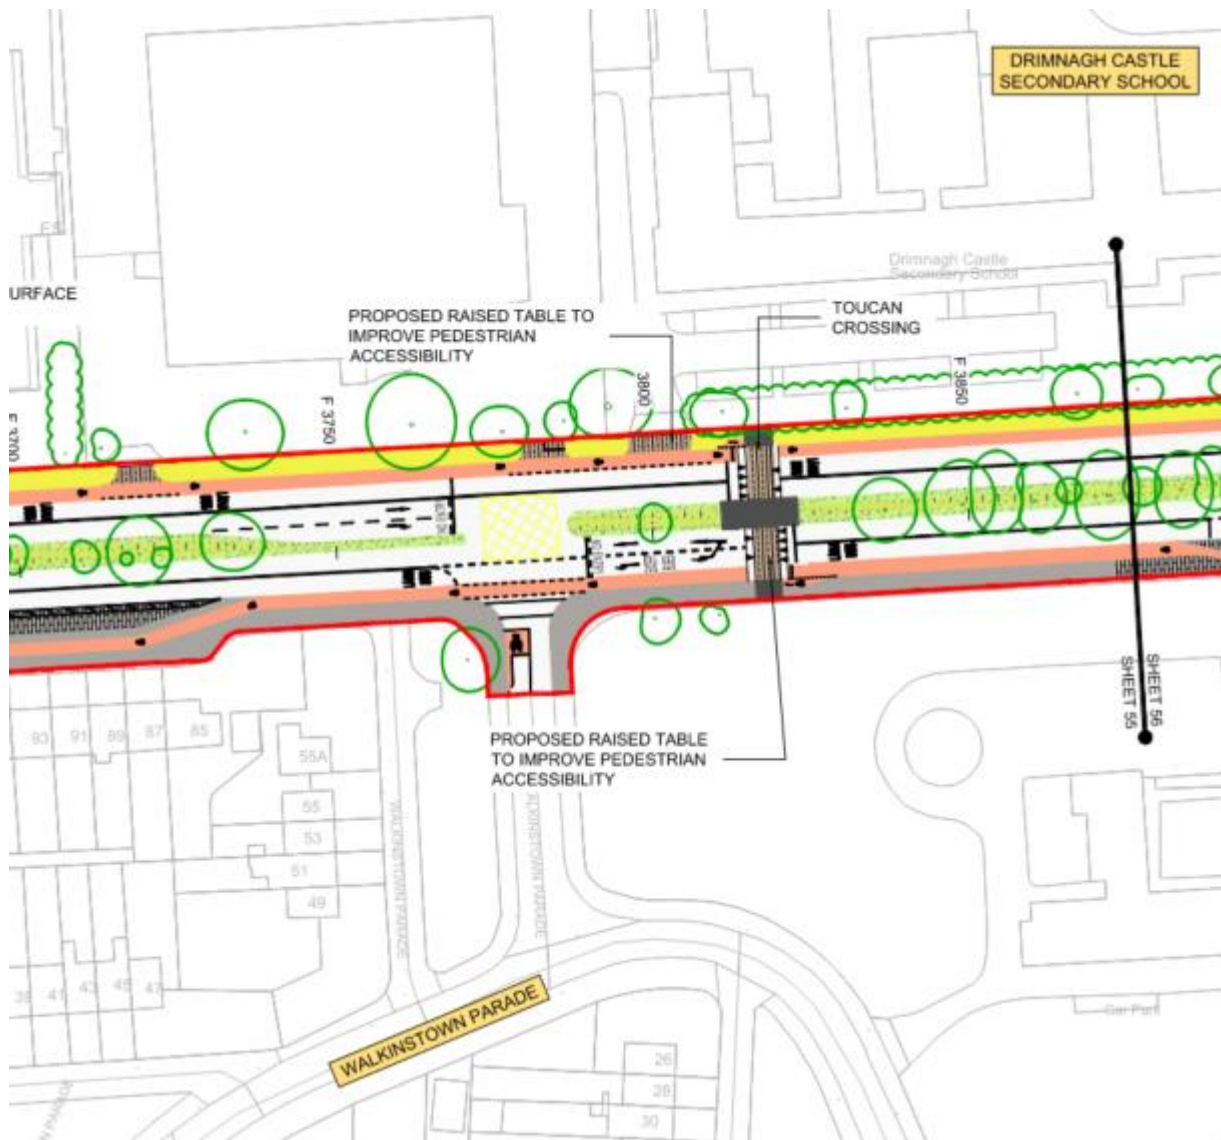 DRIMNAGH CASTLE
SECONDARY SCHOOL
Drimnagh Castle
Secondary School
URFACE
PROPOSED RAISED TABLE TO
IMPROVE PEDESTRIAN
ACCESSIBILITY
TOUCAN
CROSSING
F 3700
F 3750
3800
F 3850
SHEET 55
SHEET 56
PROPOSED RAISED TABLE
TO IMPROVE PEDESTRIAN
ACCESSIBILITY
93
91
89
87
85
55A
55
53
51
49
WALKINSTOWN PARADE
LKINSTOWN PARADE
39
41
43
45
47
WALKINSTOWN PARADE
Car Park
26
28
30
N PARADE